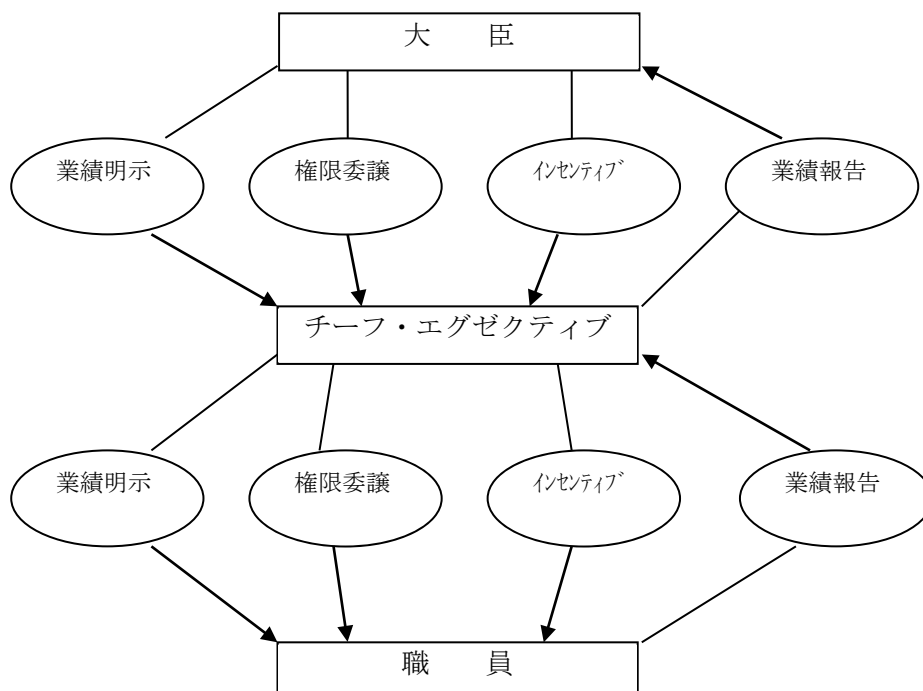 大　　臣
業績明示
権限委譲
ｲﾝｾﾝﾃｨﾌﾞ
業績報告
チーフ・エグゼクティブ
業績明示
権限委譲
ｲﾝｾﾝﾃｨﾌﾞ
業績報告
職　　員